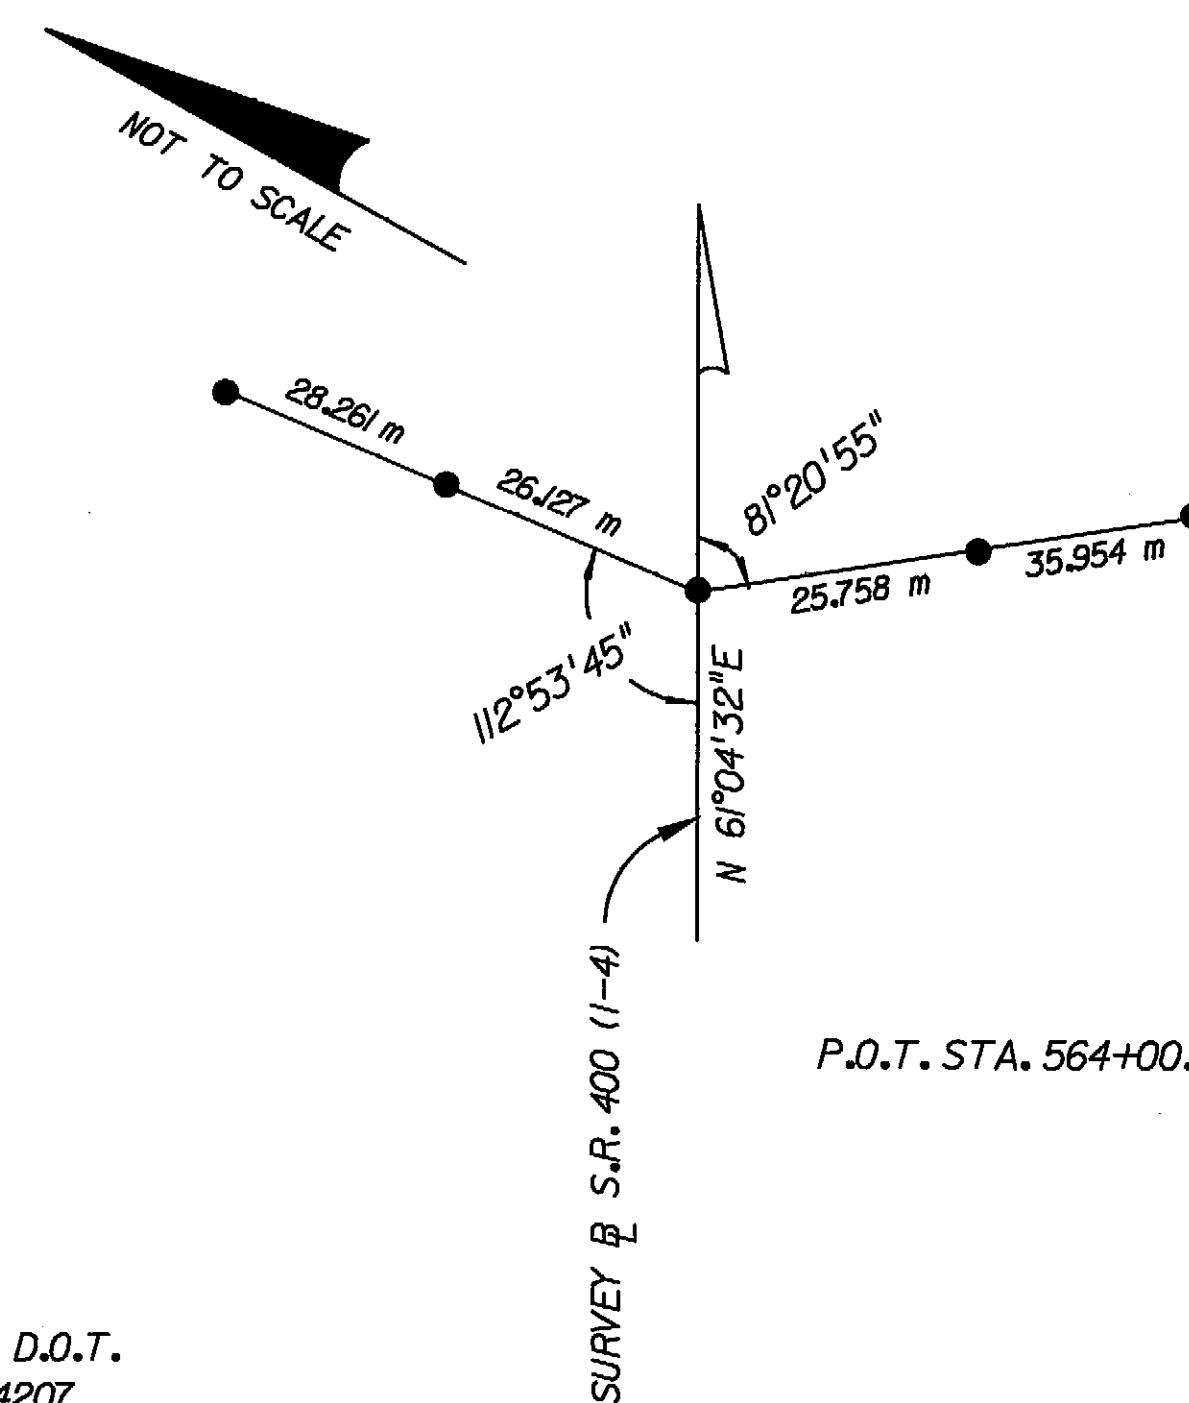 NOT TO SCALE
28.261 m
26.127 m
81°20'55"
25.758 m
35.954 m
112°53'45"
N 61°04'32"E
SURVEY BL S.R. 400 (I-4)
P.O.T. STA. 564+00.
D.O.T.
4207